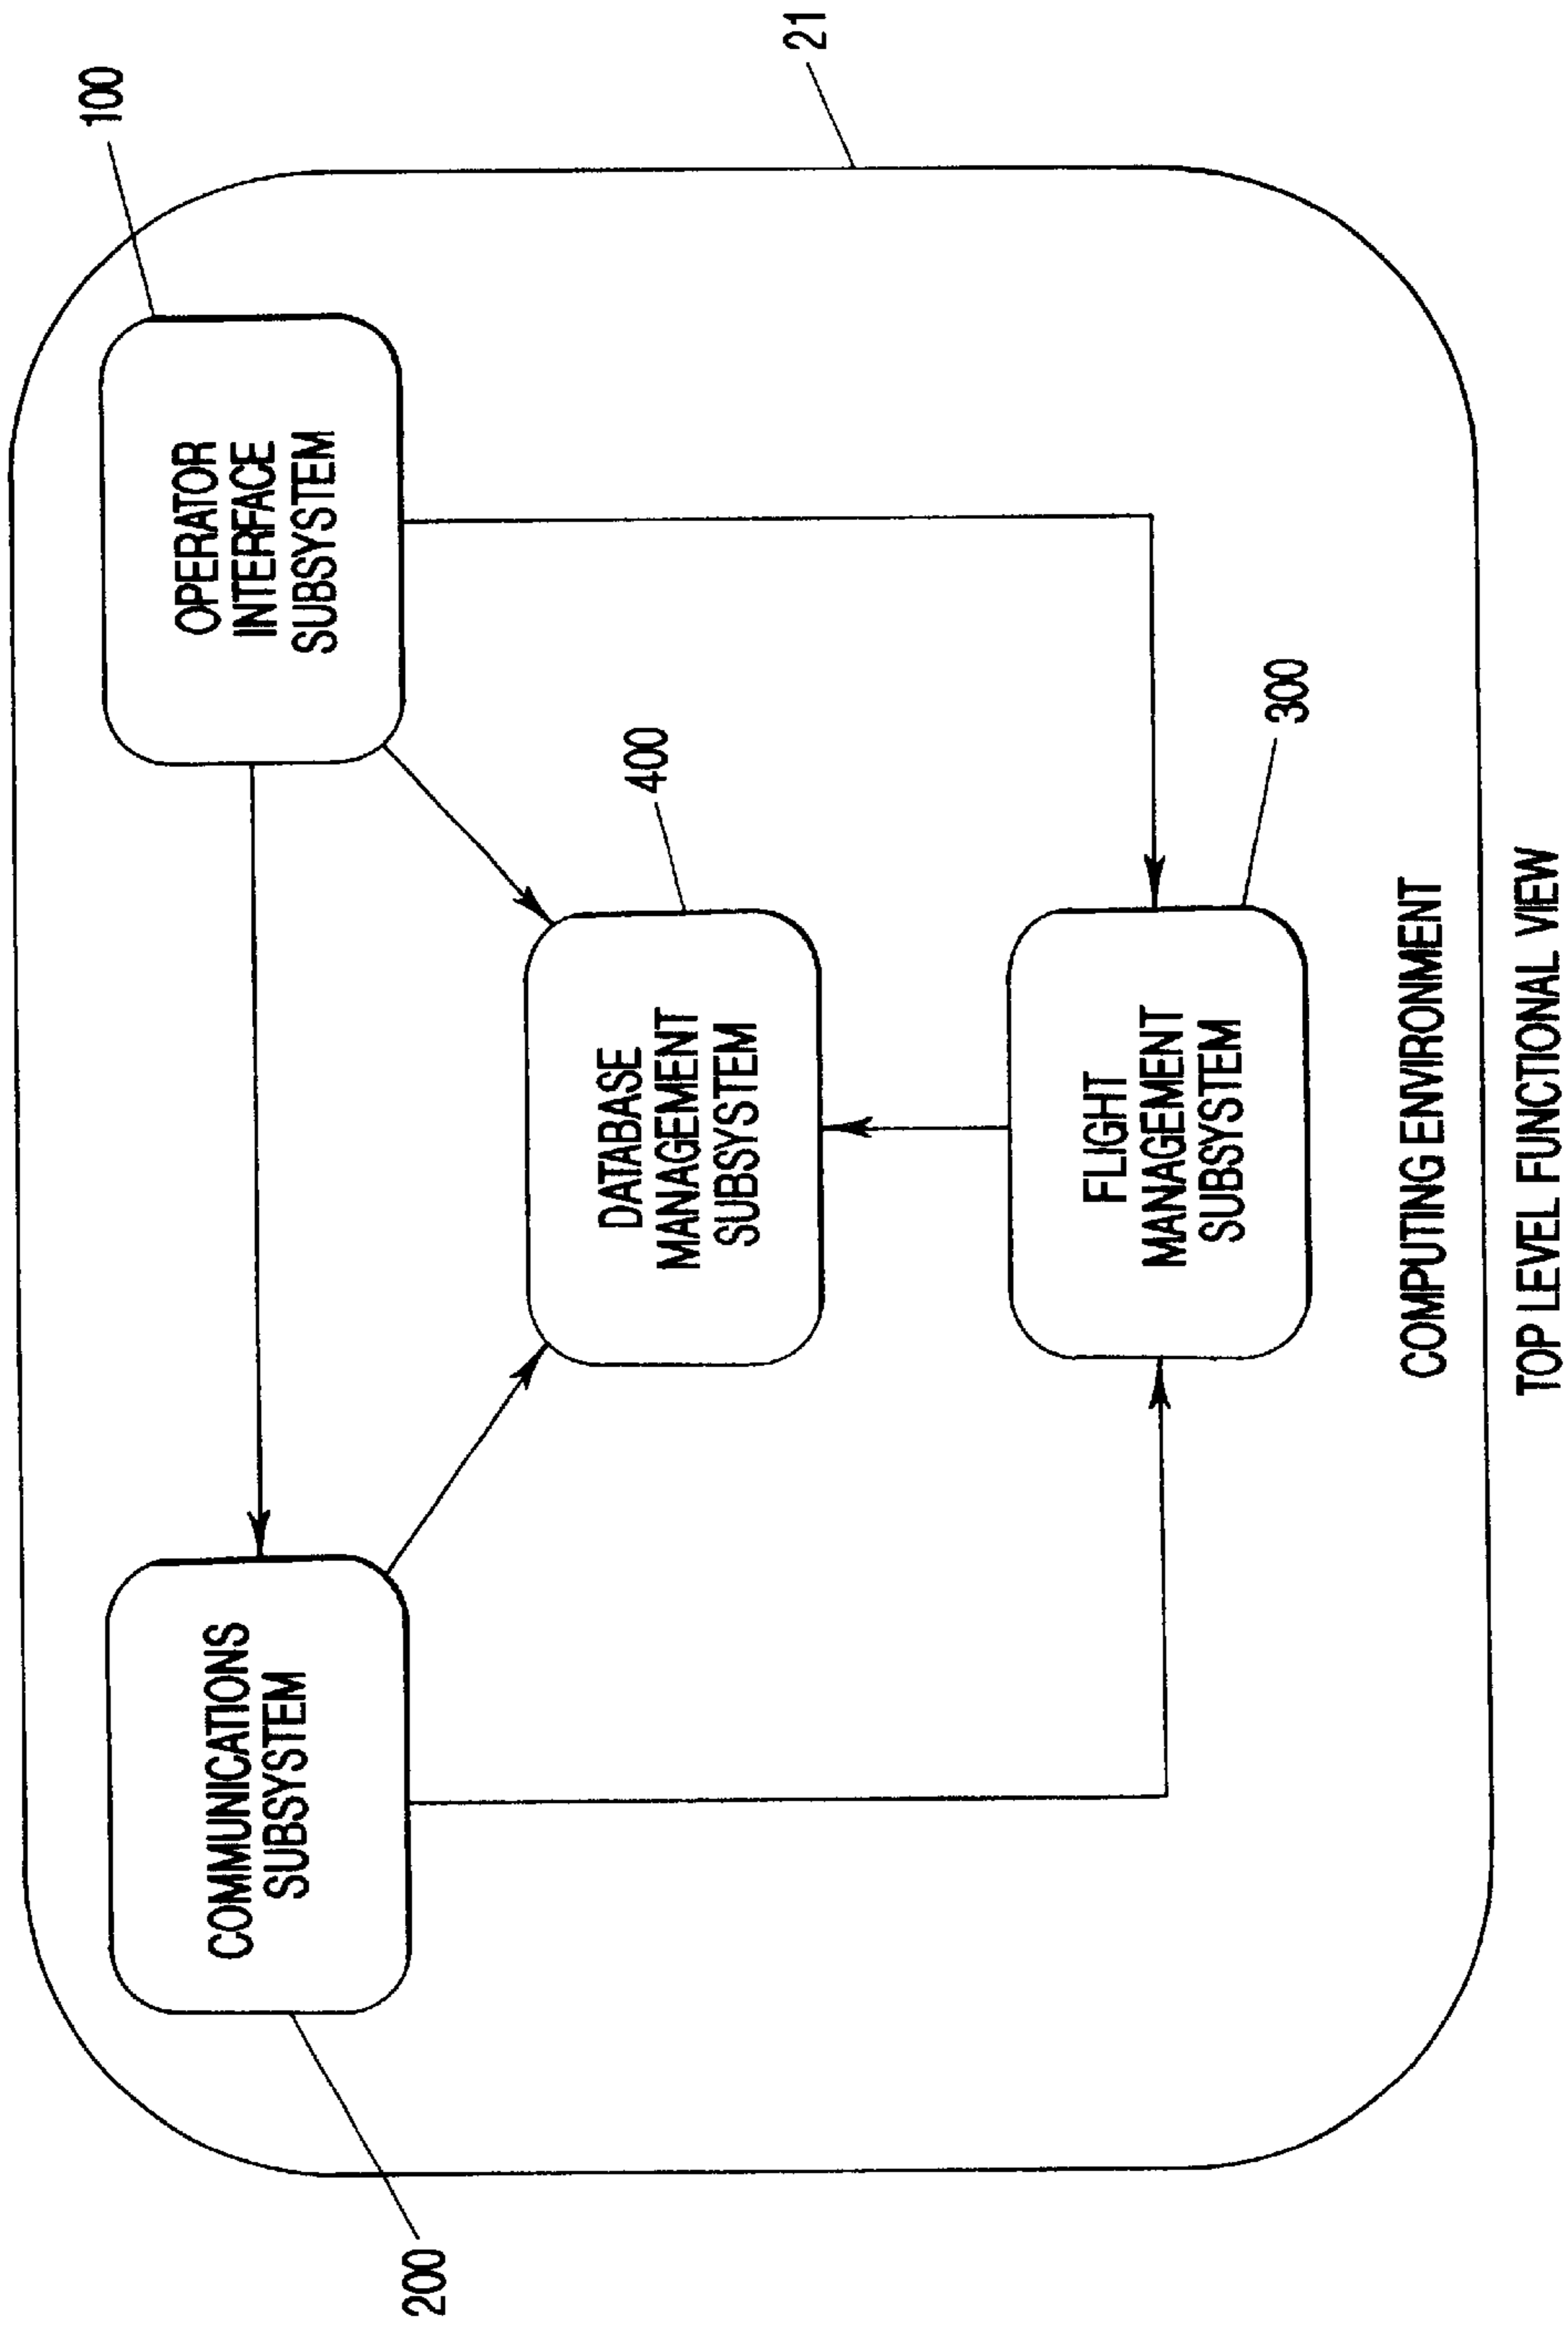 100
21
COMMUNICATIONS
SUBSYSTEM
OPERATOR
INTERFACE
SUBSYSTEM
200
400
DATABASE
MANAGEMENT
SUBSYSTEM
300
FLIGHT
MANAGEMENT
SUBSYSTEM
COMPUTING ENVIRONMENT
TOP LEVEL FUNCTIONAL VIEW